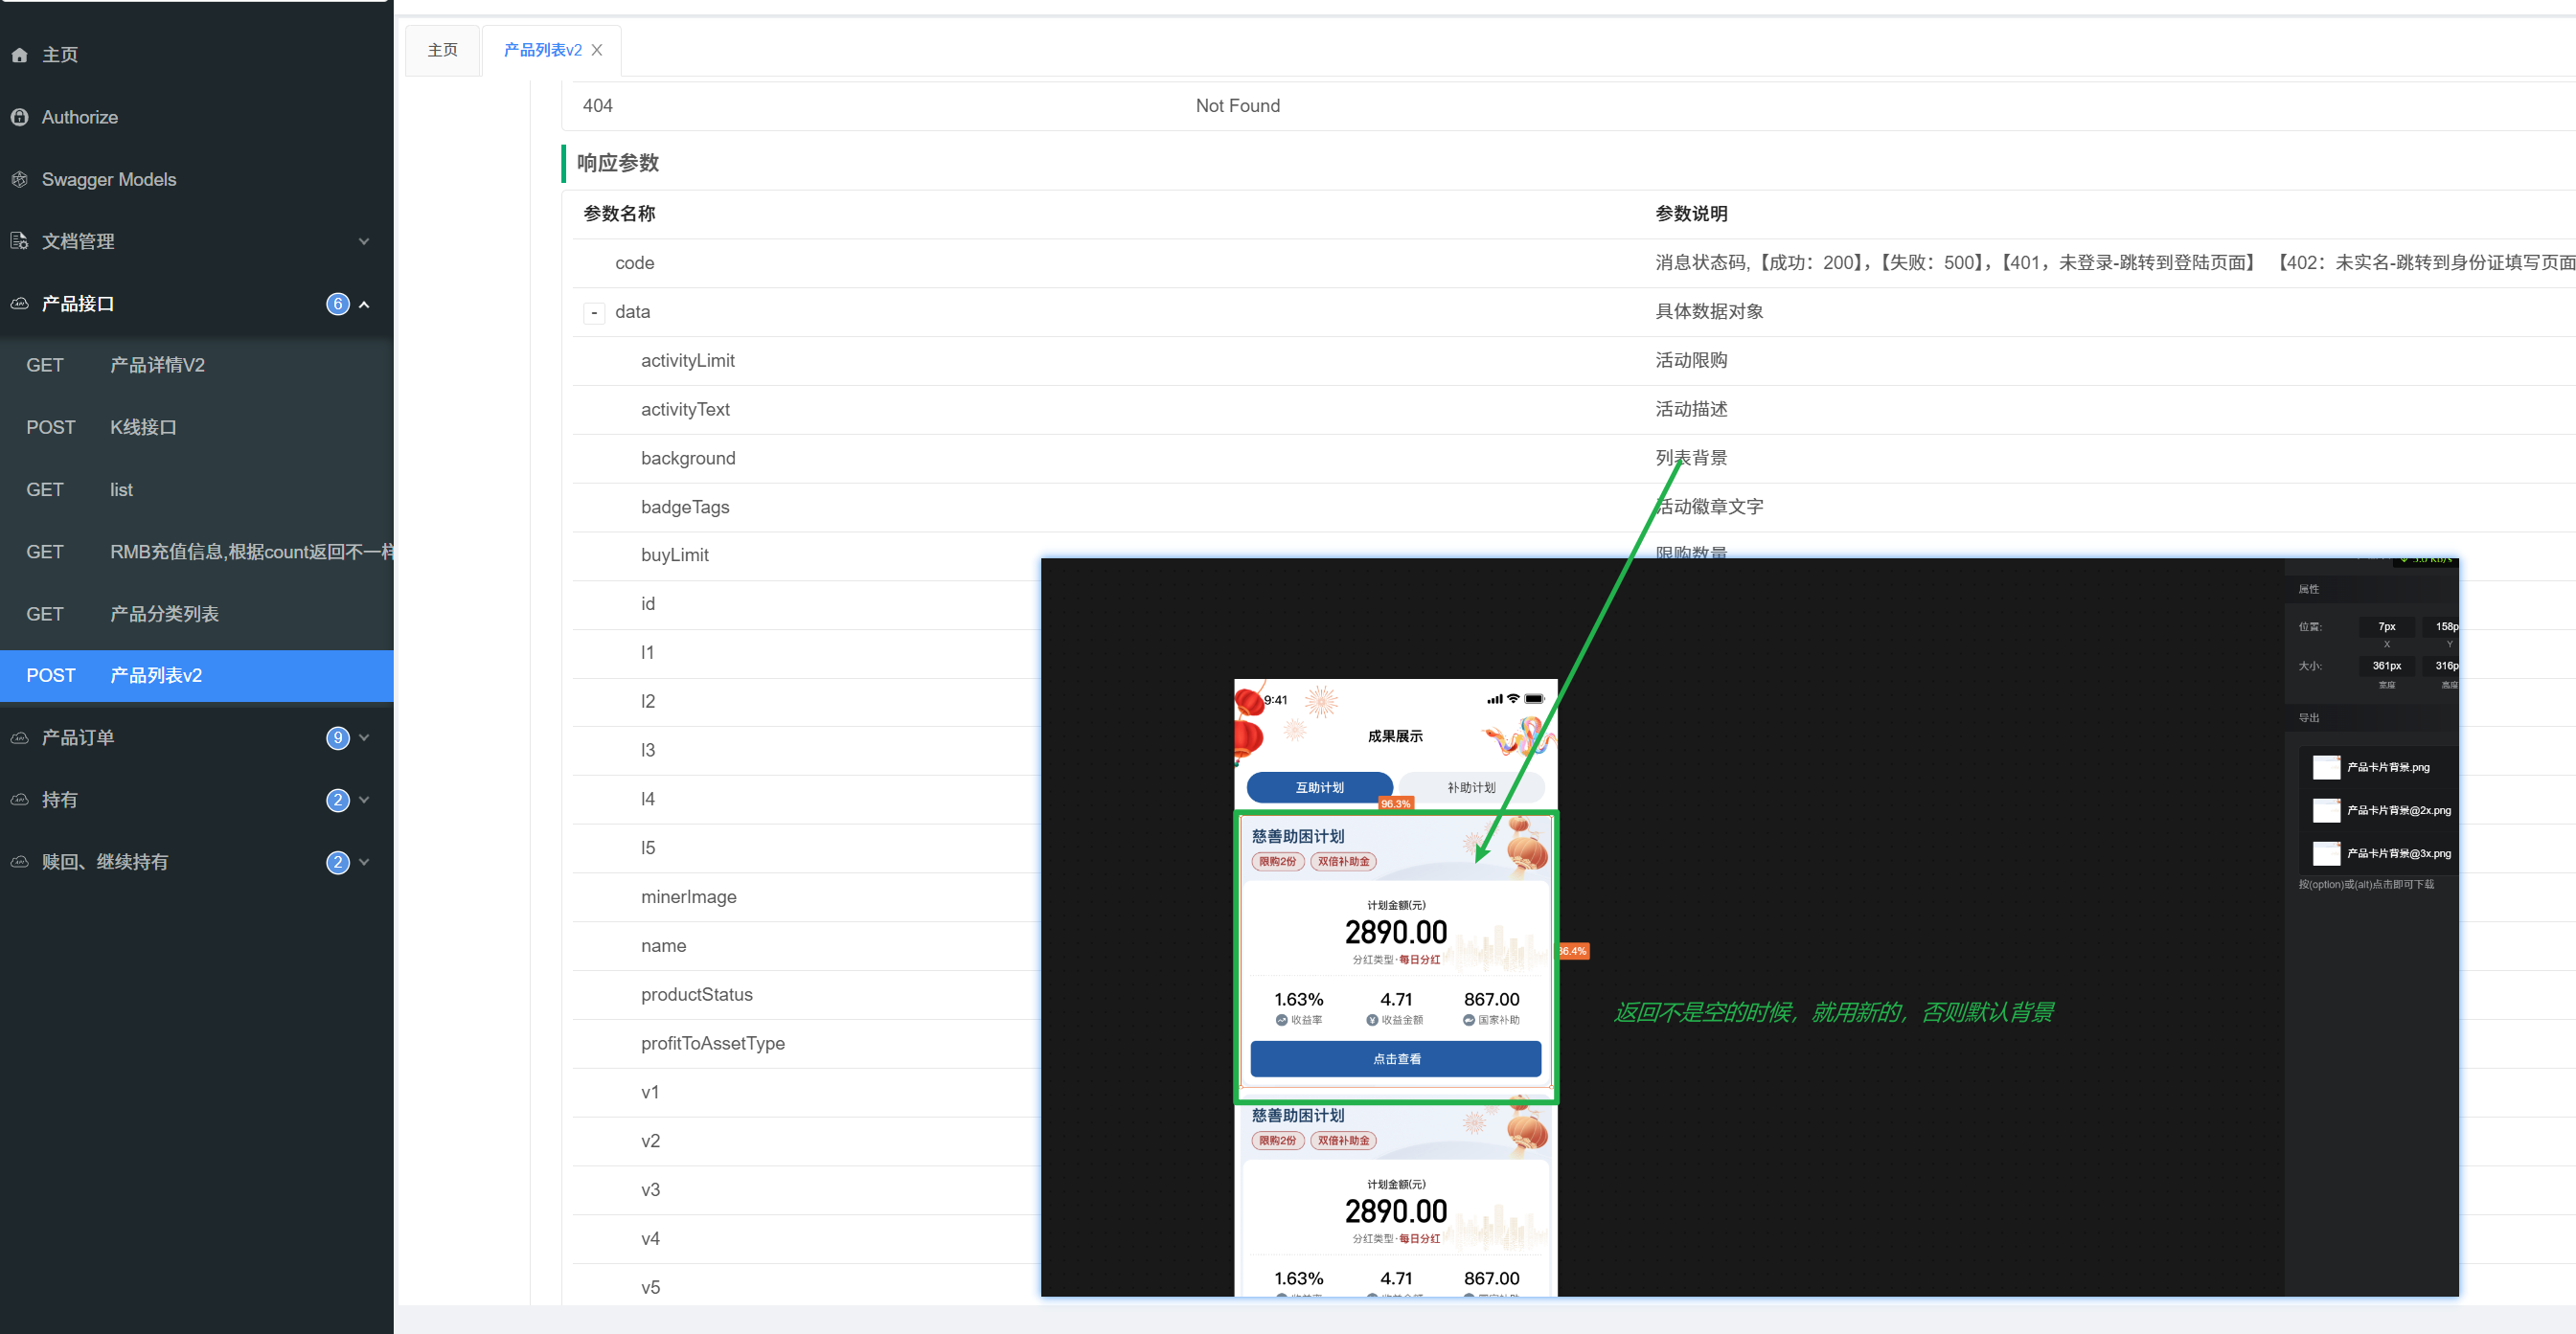 主页
Authorize
Swagger Models
文档管理
产品接口 6
GET 产品详情V2
POST K线接口
GET list
GET RMB充值信息,根据count返回不一样
GET 产品分类列表
POST 产品列表v2
产品订单 9
持有 2
赎回、继续持有 2
主页 产品列表v2
404 Not Found
响应参数
参数名称 参数说明
code 消息状态码,【成功：200】,【失败：500】,【401，未登录-跳转到登陆页面】 【402：未实名-跳转到身份证填写页面
- data 具体数据对象
activityLimit 活动限购
activityText 活动描述
background 列表背景
badgeTags 活动徽章文字
buyLimit 限购数量
id
l1
l2
l3
l4
l5
minerImage
name
productStatus
profitToAssetType
v1
v2
v3
v4
v5
9:41
成果展示
互助计划 补助计划
96.3%
慈善助困计划
限购2份 双倍补助金
计划金额(元)
2890.00
分红类型·每日分红
1.63% 4.71 867.00
收益率 收益金额 国家补助
点击查看
36.4%
慈善助困计划
限购2份 双倍补助金
计划金额(元)
2890.00
分红类型·每日分红
1.63% 4.71 867.00
返回不是空的时候，就用新的，否则默认背景
属性
位置: 7px 158p
X Y
大小: 361px 316p
宽度 高度
导出
产品卡片背景.png
产品卡片背景@2x.png
产品卡片背景@3x.png
按(option)或(alt)点击即可下载